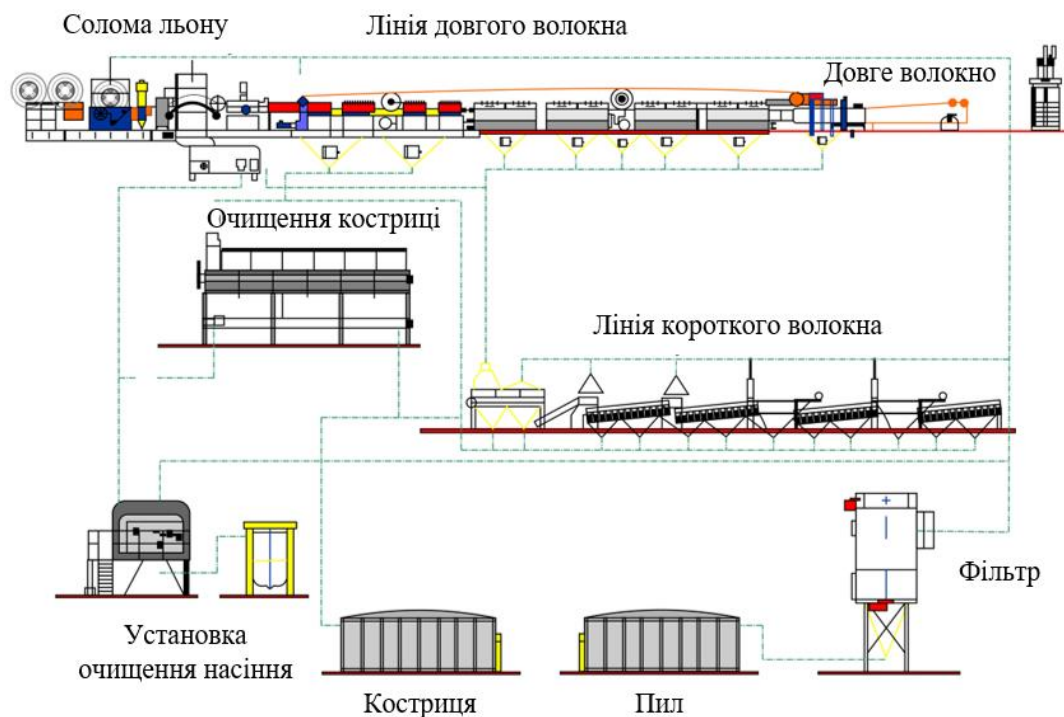 Солома льону
Лінія довгого волокна
Довге волокно
Очищення костриці
Лінія короткого волокна
Фільтр
Установка
очищення насіння
Костриця
Пил